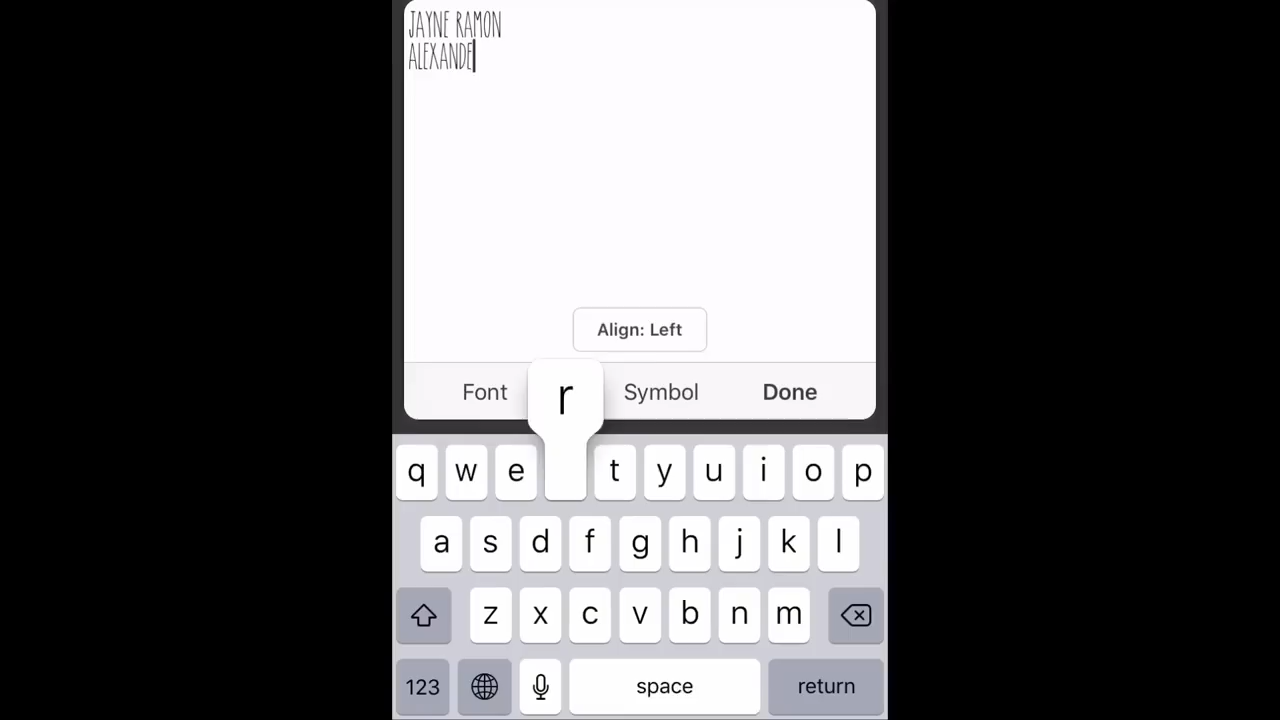 JAYNE RAMON
ALEXANDE
Align: Left
Font Symbol Done
r
q w e t y u i o p
a s d f g h j k l
z x c v b n m
123 space return